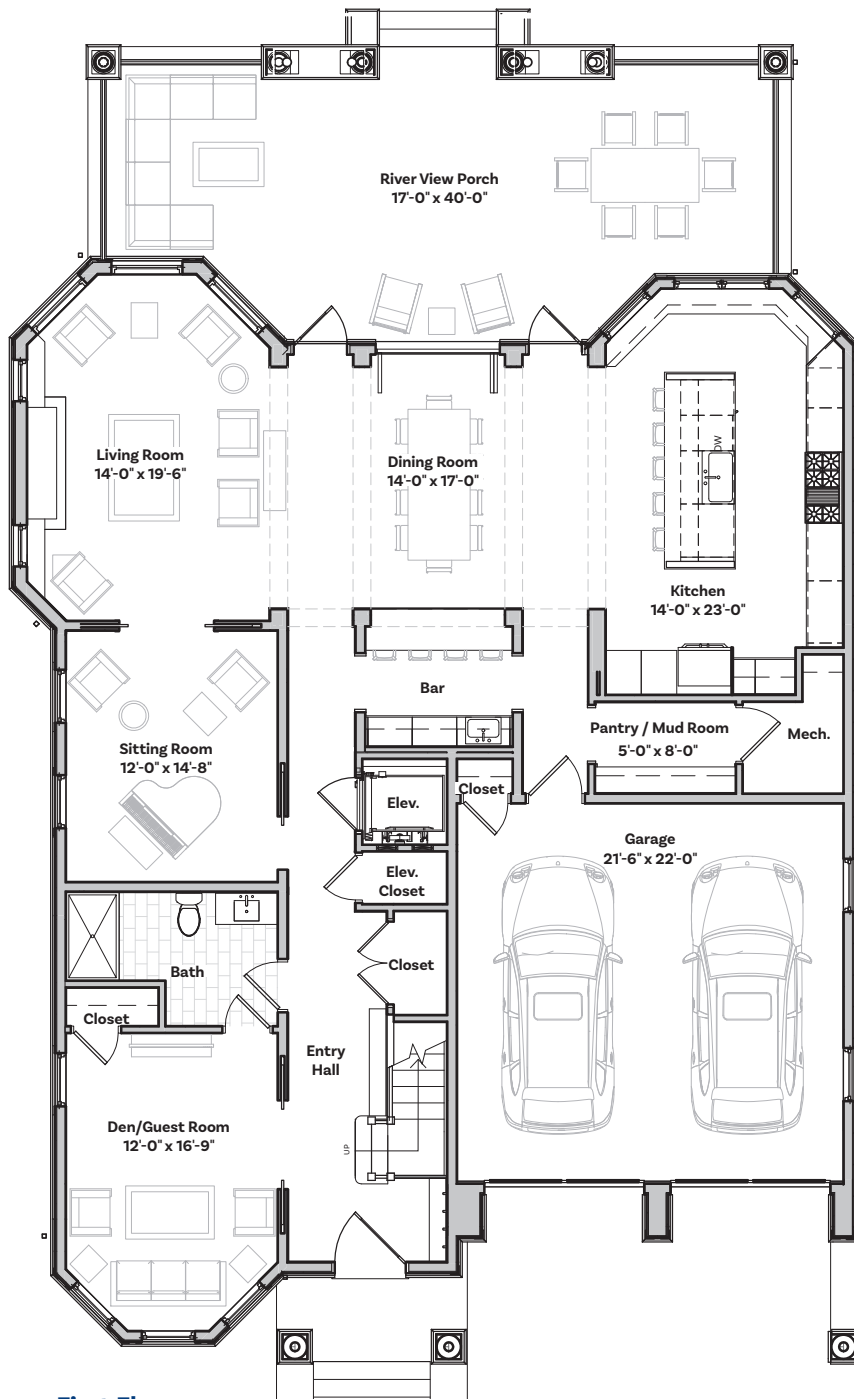 River View Porch
17'-0" x 40'-0"
Living Room
14'-0" x 19'-6"
Dining Room
14'-0" x 17'-0"
DW
Kitchen
14'-0" x 23'-0"
Bar
Pantry / Mud Room
5'-0" x 8'-0"
Mech.
Sitting Room
12'-0" x 14'-8"
Closet
Elev.
Garage
21'-6" x 22'-0"
Elev.
Closet
Bath
Closet
Closet
Entry
Hall
Den/Guest Room
12'-0" x 16'-9"
UP